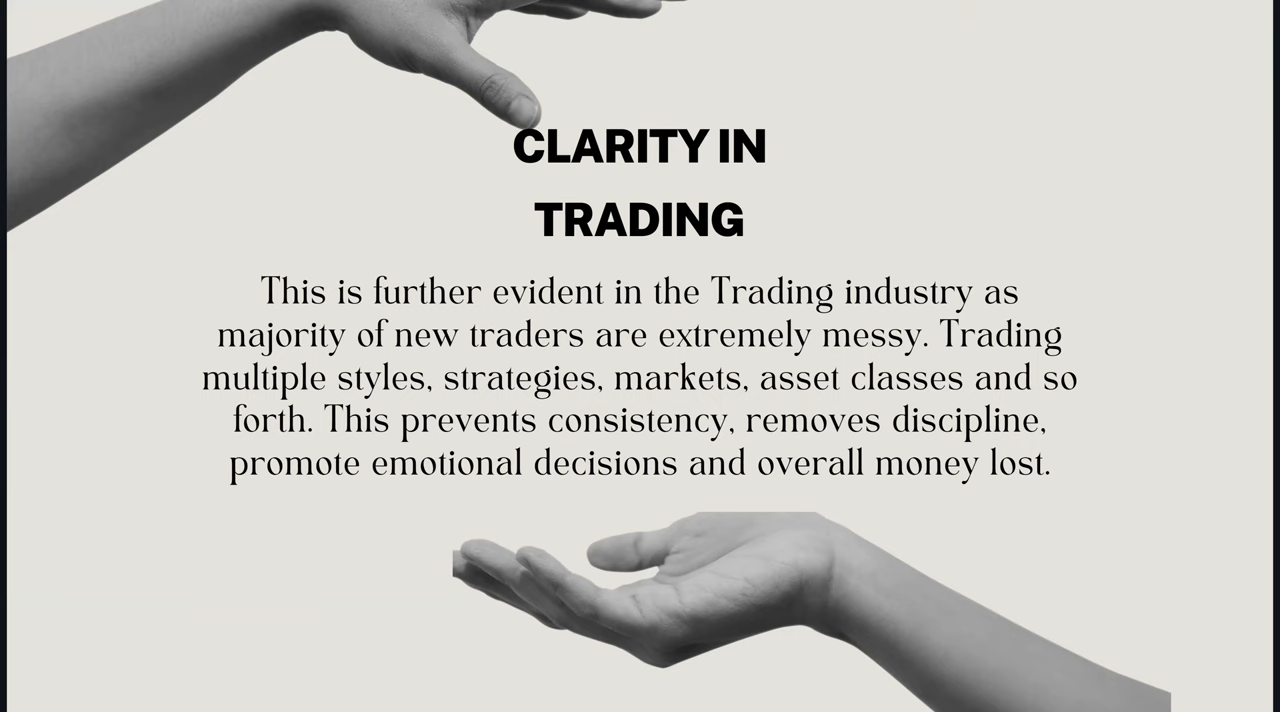 CLARITY IN
TRADING
This is further evident in the Trading industry as
majority of new traders are extremely messy. Trading
multiple styles, strategies, markets, asset classes and so
forth. This prevents consistency, removes discipline,
promote emotional decisions and overall money lost.